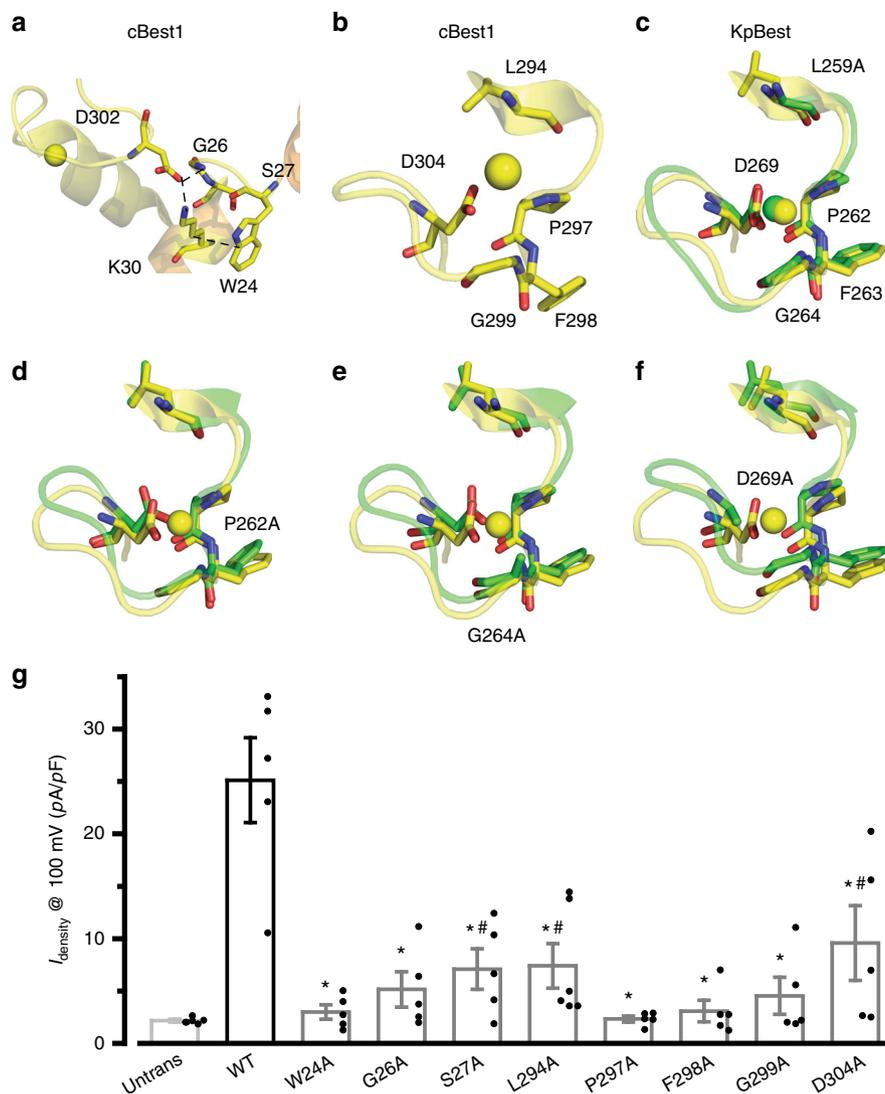 a
cBest1
D302
G26
S27
K30
W24
b
cBest1
L294
D304
P297
G299
F298
c
KpBest
L259A
D269
P262
F263
G264
d
P262A
e
G264A
f
D269A
g
Idensity @ 100 mV (pA/pF)
30
20
10
0
*
*
* #
* #
*
*
*
* #
Untrans
WT
W24A
G26A
S27A
L294A
P297A
F298A
G299A
D304A